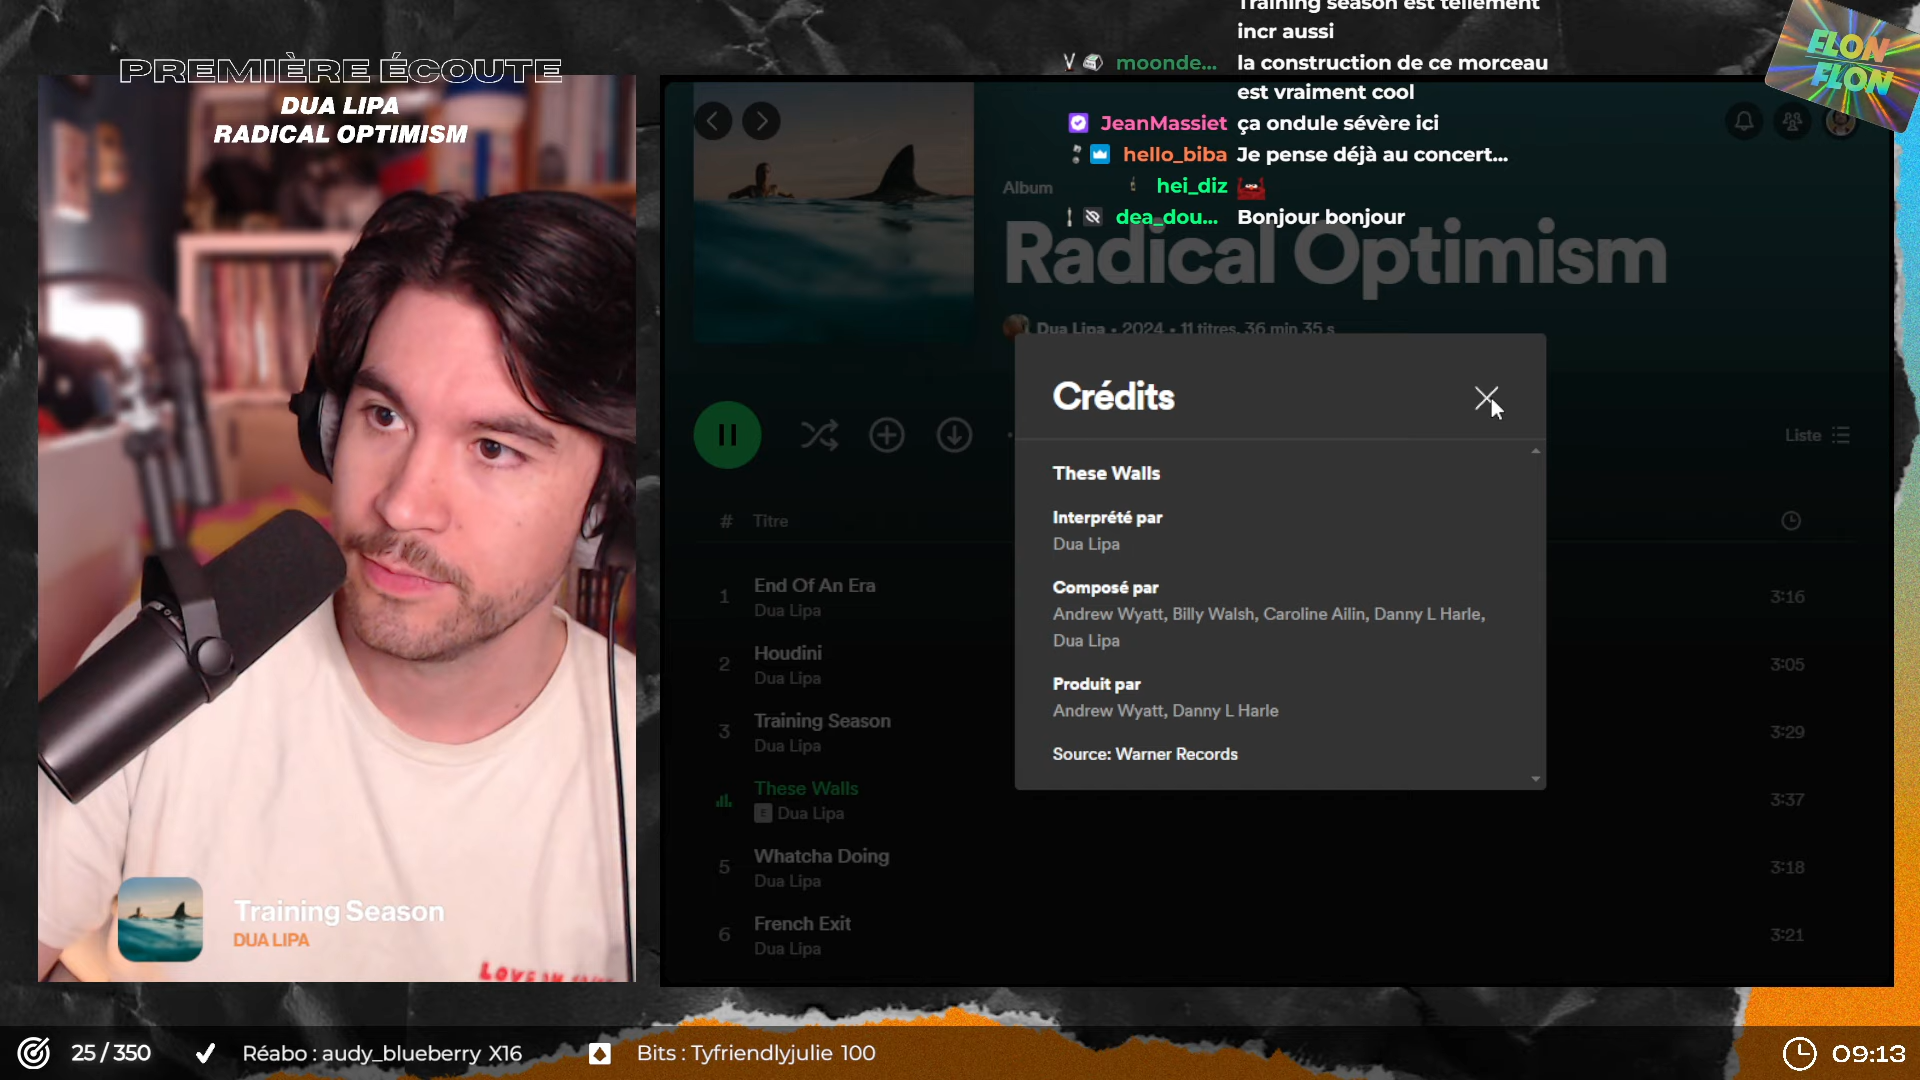 PREMIÈRE ÉCOUTE
DUA LIPA
RADICAL OPTIMISM
Training season est tellement
incr aussi
moonde... la construction de ce morceau
est vraiment cool
JeanMassiet ça ondule sévère ici
hello_biba Je pense déjà au concert...
hei_diz
dea_dou... Bonjour bonjour
FLON
FLON
Album
Radical Optimism
Dua Lipa • 2024 • 11 titres, 36 min 35 s
Crédits
These Walls
Interprété par
Dua Lipa
Composé par
Andrew Wyatt, Billy Walsh, Caroline Ailin, Danny L Harle,
Dua Lipa
Produit par
Andrew Wyatt, Danny L Harle
Source: Warner Records
Liste
# Titre
1 End Of An Era 3:16
Dua Lipa
2 Houdini 3:05
Dua Lipa
3 Training Season 3:29
Dua Lipa
These Walls 3:37
E Dua Lipa
5 Whatcha Doing 3:18
Dua Lipa
6 French Exit 3:21
Dua Lipa
Training Season
DUA LIPA
25 / 350
Réabo : audy_blueberry X16
Bits : Tyfriendlyjulie 100
09:13